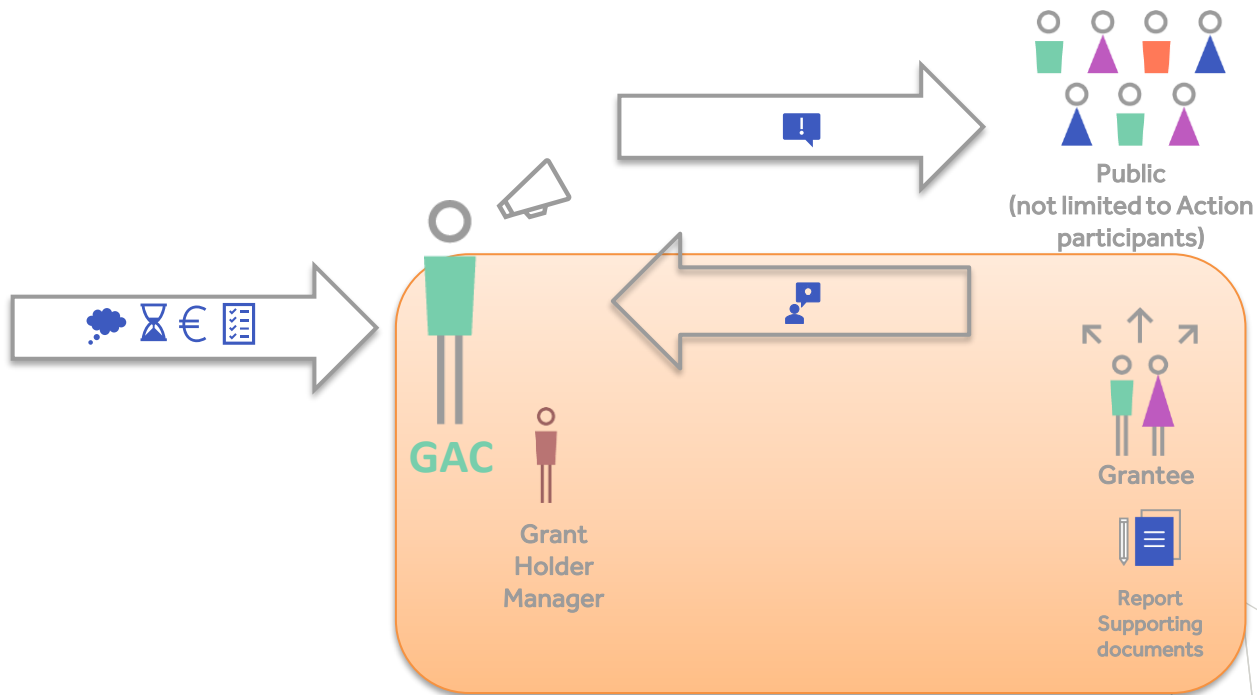 Public
(not limited to Action
participants)
GAC
Grant
Holder
Manager
Grantee
Report
Supporting
documents